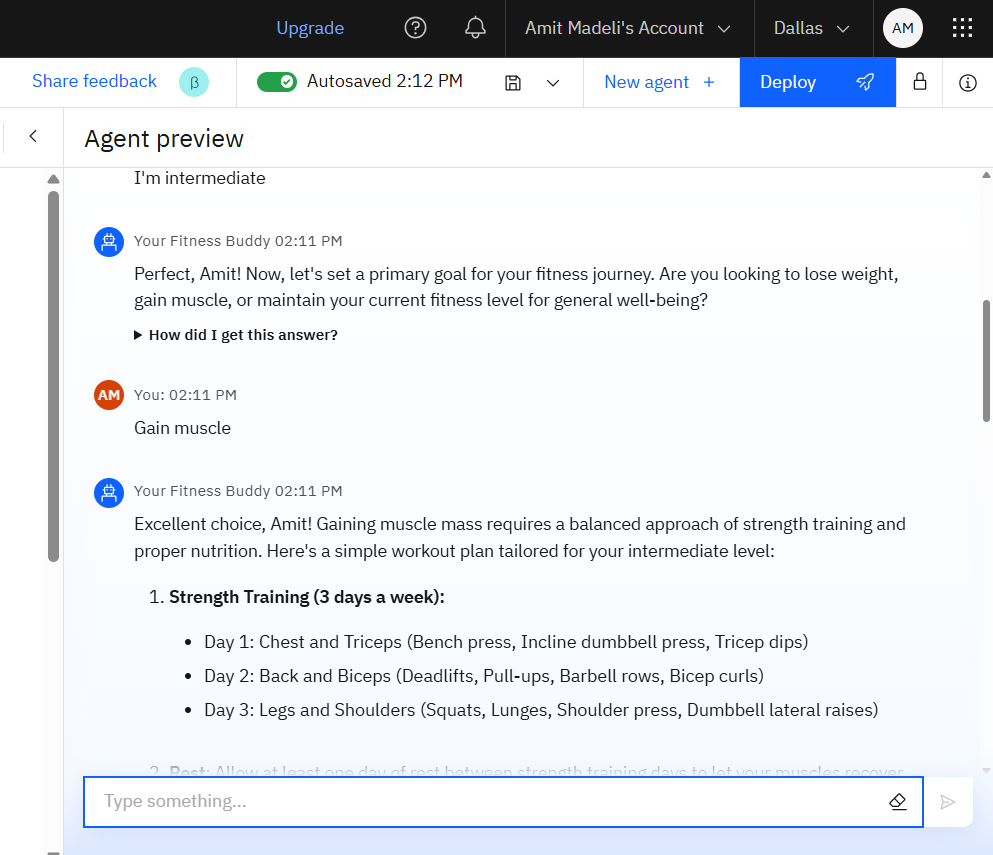 Upgrade
Amit Madeli's Account
Dallas
AM
Share feedback
β
Autosaved 2:12 PM
New agent +
Deploy
Agent preview
I'm intermediate
Your Fitness Buddy 02:11 PM
Perfect, Amit! Now, let's set a primary goal for your fitness journey. Are you looking to lose weight,
gain muscle, or maintain your current fitness level for general well-being?
How did I get this answer?
AM
You: 02:11 PM
Gain muscle
Your Fitness Buddy 02:11 PM
Excellent choice, Amit! Gaining muscle mass requires a balanced approach of strength training and
proper nutrition. Here's a simple workout plan tailored for your intermediate level:
1. Strength Training (3 days a week):
• Day 1: Chest and Triceps (Bench press, Incline dumbbell press, Tricep dips)
• Day 2: Back and Biceps (Deadlifts, Pull-ups, Barbell rows, Bicep curls)
• Day 3: Legs and Shoulders (Squats, Lunges, Shoulder press, Dumbbell lateral raises)
2. Rest: Allow at least one day of rest between strength training days to let your muscles recover
Type something...